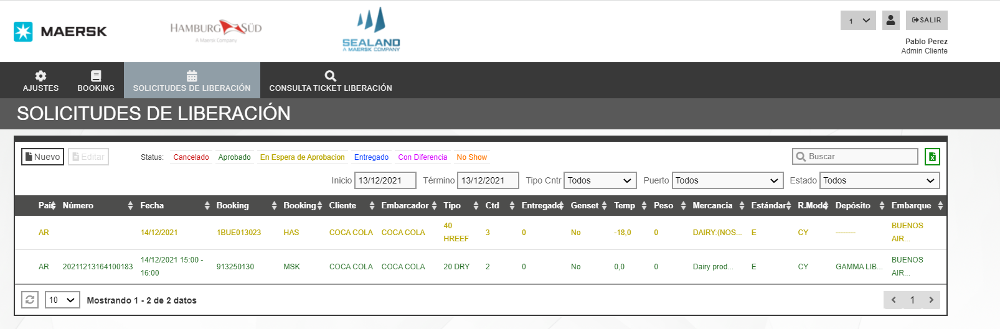 MAERSK
HAMBURG SÜD
A Maersk Company
SEALAND
A MAERSK COMPANY
1
SALIR
Pablo Perez
Admin Cliente
AJUSTES BOOKING SOLICITUDES DE LIBERACIÓN CONSULTA TICKET LIBERACIÓN
SOLICITUDES DE LIBERACIÓN
Nuevo Editar Status: Cancelado Aprobado En Espera de Aprobacion Entregado Con Diferencia No Show Buscar
Inicio 13/12/2021 Término 13/12/2021 Tipo Cntr Todos Puerto Todos Estado Todos
País Número Fecha Booking Booking Cliente Embarcador Tipo Ctd Entregado Genset Temp Peso Mercancia Estándar R.Mode Depósito Embarque
AR 14/12/2021 1BUE013023 HAS COCA COLA COCA COLA 40 HREEF 3 0 No -18,0 0 DAIRY:(NOS... E CY -------- BUENOS AIR...
AR 20211213164100183 14/12/2021 15:00 - 16:00 913250130 MSK COCA COLA COCA COLA 20 DRY 2 0 No 0,0 0 Dairy prod... E CY GAMMA LIB... BUENOS AIR...
10 Mostrando 1 - 2 de 2 datos 1